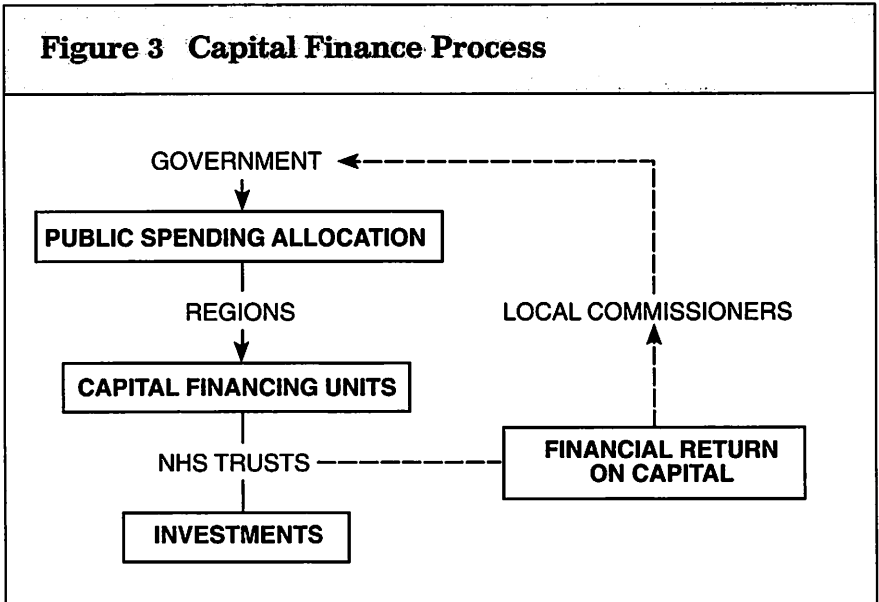 Figure 3 Capital Finance Process
GOVERNMENT
PUBLIC SPENDING ALLOCATION
REGIONS
LOCAL COMMISSIONERS
CAPITAL FINANCING UNITS
NHS TRUSTS
FINANCIAL RETURN
ON CAPITAL
INVESTMENTS